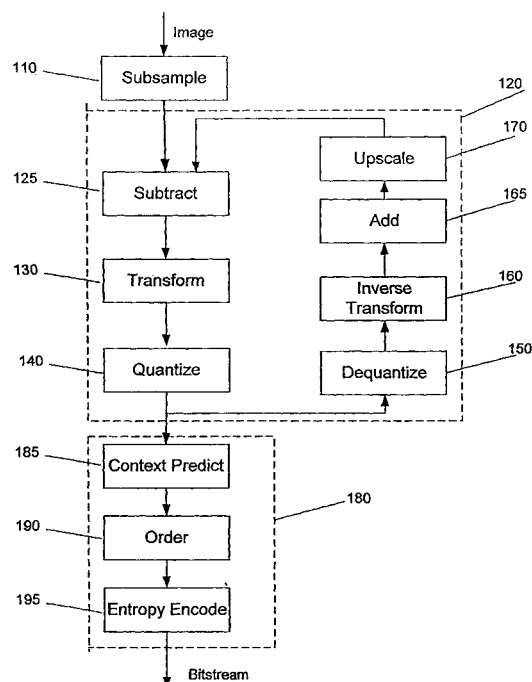 Image
110
Subsample
120
170
Upscale
125
Subtract
165
Add
130
Transform
160
Inverse
Transform
140
Quantize
150
Dequantize
185
Context Predict
180
190
Order
195
Entropy Encode
Bitstream